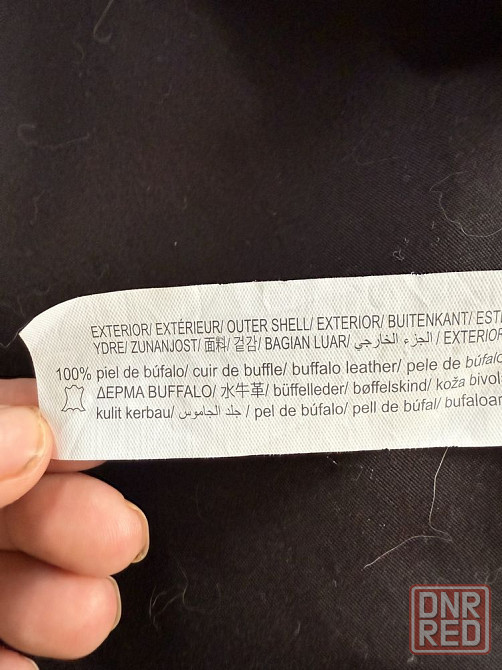 EXTERIOR/ EXTÉRIEUR/ OUTER SHELL/ EXTERIOR/ BUITENKANT/ EST
YDRE/ ZUNANJOST/ 面料/ 겉감/ BAGIAN LUAR/ الجزء الخارجي / EXTERIOR
100% piel de búfalo/ cuir de buffle/ buffalo leather/ pele de búfalo
ΔΕΡΜΑ BUFFALO/ 水牛革/ büffelleder/ bøffelskind/ koža bivol
kulit kerbau/ جلد الجاموس / pel de búfalo/ pell de búfal/ bufaloar
DNR
RED